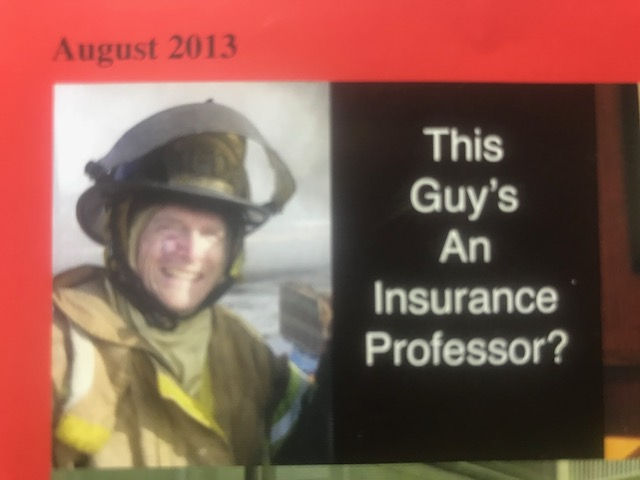 August 2013
This
Guy's
An
Insurance
Professor?